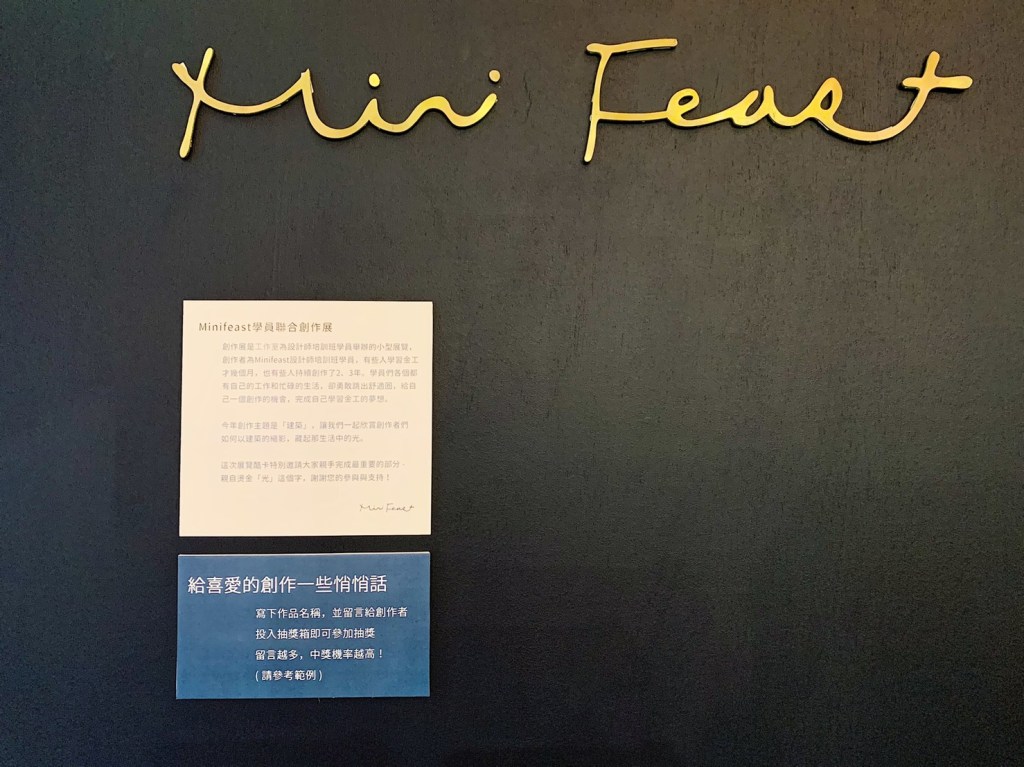 Mini Feast
Minifeast學員聯合創作展
創作展是工作室為設計師培訓班學員舉辦的小型展覽，
創作者為Minifeast設計師培訓班學員，有些人學習金工
才幾個月，也有些人持續創作了2、3年，學員們各個都
有自己的工作和忙碌的生活，卻勇敢跳出舒適圈，給自
己一個創作的機會，完成自己學習金工的夢想。
今年創作主題是「建築」，讓我們一起欣賞創作者們
如何以建築的縮影，藏起那生活中的光。
這次展覽酷卡特別邀請大家親手完成最重要的部分 -
親自燙金「光」這個字，謝謝您的參與與支持！
Mini Feast
給喜愛的創作一些悄悄話
寫下作品名稱，並留言給創作者
投入抽獎箱即可參加抽獎
留言越多，中獎機率越高！
( 請參考範例 )